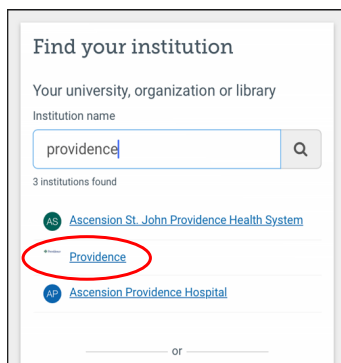 Find your institution
Your university, organization or library
Institution name
providence
3 institutions found
AS Ascension St. John Providence Health System
Providence
AP Ascension Providence Hospital
or